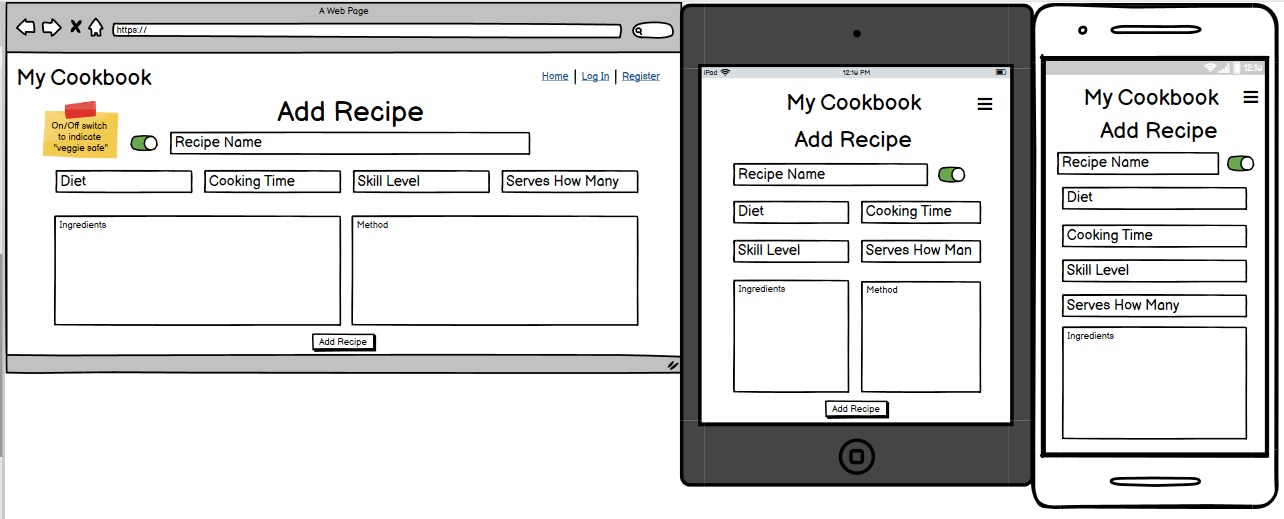 A Web Page
https://
My Cookbook
Home | Log In | Register
Add Recipe
On/Off switch
to indicate
"veggie safe"
Recipe Name
Diet
Cooking Time
Skill Level
Serves How Many
Ingredients
Method
Add Recipe
iPod
12:10 PM
My Cookbook
Add Recipe
Recipe Name
Diet
Cooking Time
Skill Level
Serves How Man
Ingredients
Method
Add Recipe
12:10
My Cookbook
Add Recipe
Recipe Name
Diet
Cooking Time
Skill Level
Serves How Many
Ingredients